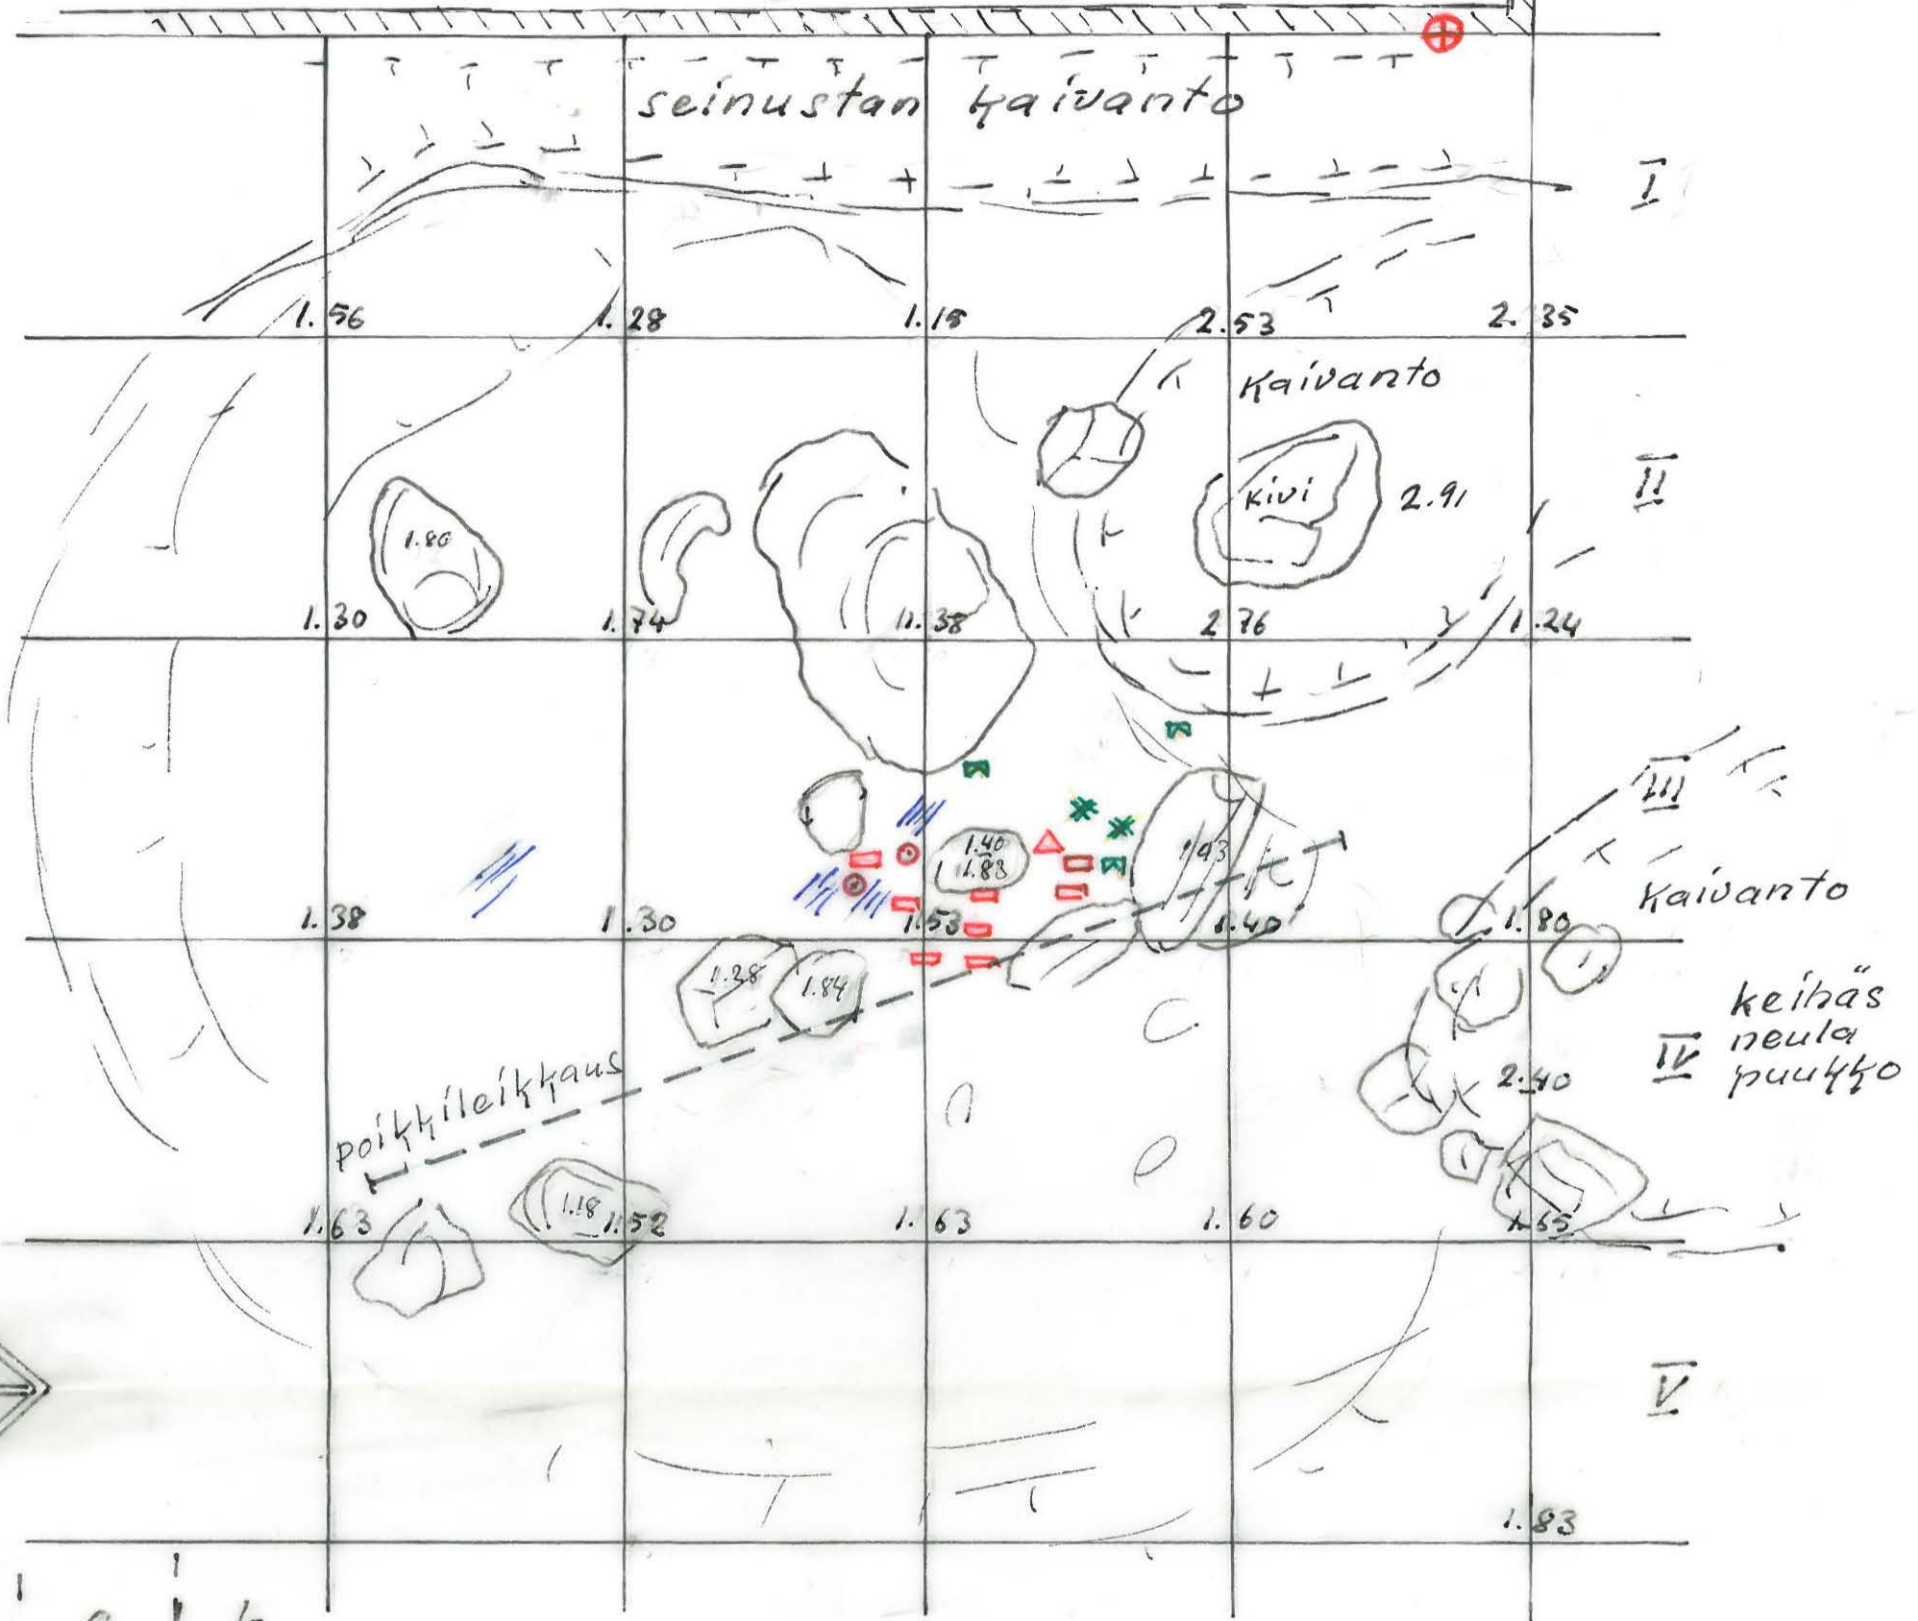 seinustan kaivanto
I
1.56 1.28 1.15 2.53 2.35
Kaivanto
II
Kivi 2.91
1.80
1.30 1.74 1.38 2.76 1.24
III
1.40
1.83
1.93
Kaivanto
1.38 1.30 1.53 1.40 1.80
1.28 1.84
keihäs
IV neula
puukko
2.40
poikkileikkaus
1.18
1.63 1.52 1.63 1.60 1.65
V
1.83